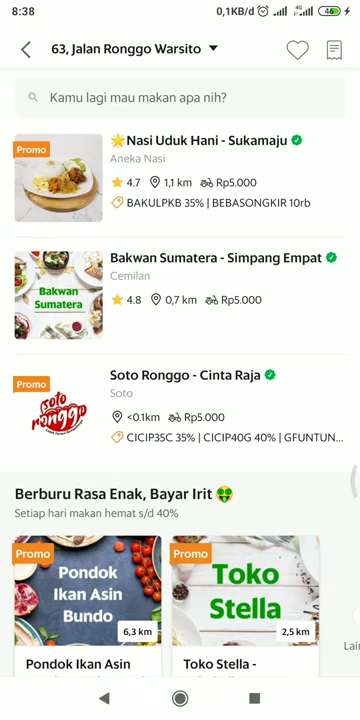 8:38
0,1KB/d
4G
46
63, Jalan Ronggo Warsito
Kamu lagi mau makan apa nih?
Promo
🌟Nasi Uduk Hani - Sukamaju
Aneka Nasi
4.7 1,1 km Rp5.000
BAKULPKB 35% | BEBASONGKIR 10rb
Bakwan Sumatera
Bakwan Sumatera - Simpang Empat
Cemilan
4.8 0,7 km Rp5.000
Promo
soto ronggo
Soto Ronggo - Cinta Raja
Soto
<0.1km Rp5.000
CICIP35C 35% | CICIP40G 40% | GFUNTUN...
Berburu Rasa Enak, Bayar Irit 🤑
Setiap hari makan hemat s/d 40%
Promo
Pondok
Ikan Asin
Bundo
6,3 km
Pondok Ikan Asin
Promo
Toko
Stella
2,5 km
Toko Stella -
Lair